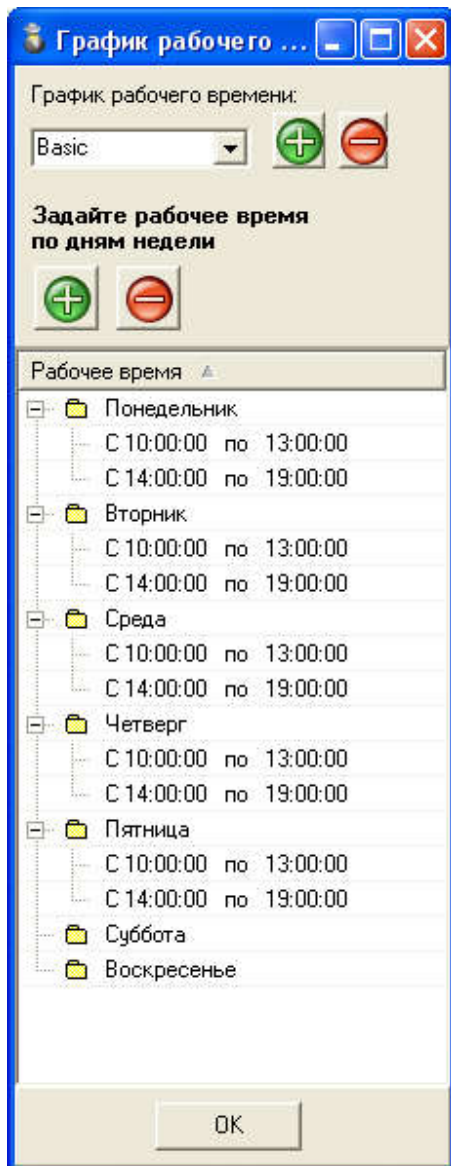 График рабочего ...
График рабочего времени:
Basic
Задайте рабочее время
по дням недели
Рабочее время
Понедельник
С 10:00:00 по 13:00:00
С 14:00:00 по 19:00:00
Вторник
С 10:00:00 по 13:00:00
С 14:00:00 по 19:00:00
Среда
С 10:00:00 по 13:00:00
С 14:00:00 по 19:00:00
Четверг
С 10:00:00 по 13:00:00
С 14:00:00 по 19:00:00
Пятница
С 10:00:00 по 13:00:00
С 14:00:00 по 19:00:00
Суббота
Воскресенье
OK